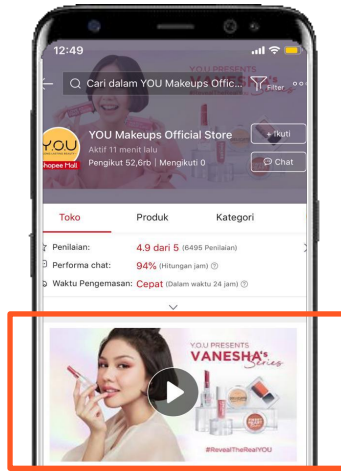 12:49
Cari dalam YOU Makeups Offic...
Filter
YOU Makeups Official Store
Aktif 11 menit lalu
Pengikut 52,6rb | Mengikuti 0
+ Ikuti
Chat
Y.O.U
Shopee Mall
Toko
Produk
Kategori
Penilaian: 4.9 dari 5 (6495 Penilaian)
Performa chat: 94% (Hitungan jam)
Waktu Pengemasan: Cepat (Dalam waktu 24 jam)
Y.O.U PRESENTS
VANESHA's
Series
#RevealTheRealYOU